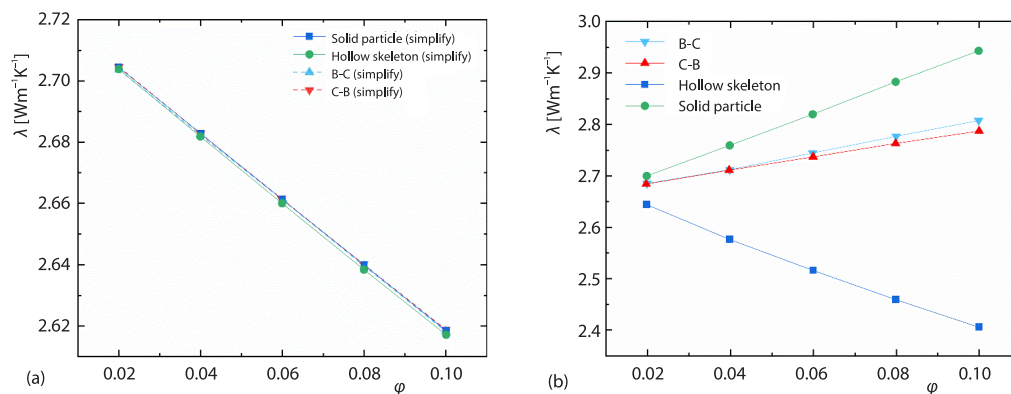 2.72
2.70
2.68
2.66
2.64
2.62
λ [Wm⁻¹K⁻¹]
Solid particle (simplify)
Hollow skeleton (simplify)
B-C (simplify)
C-B (simplify)
0.02 0.04 0.06 0.08 0.10
φ
(a)
3.0
2.9
2.8
2.7
2.6
2.5
2.4
λ [Wm⁻¹K⁻¹]
B-C
C-B
Hollow skeleton
Solid particle
0.02 0.04 0.06 0.08 0.10
φ
(b)